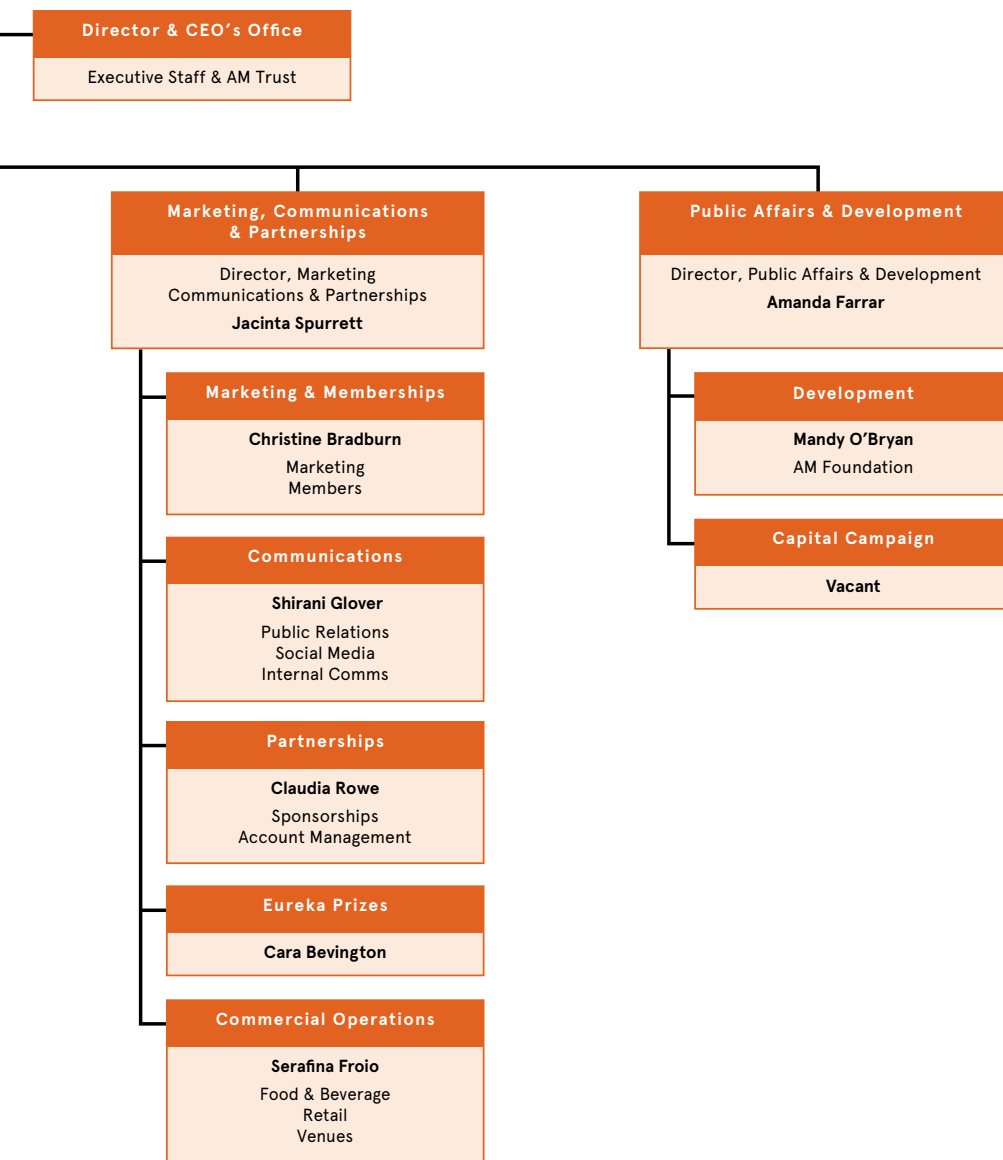 Director & CEO’s Office
Executive Staff & AM Trust
Marketing, Communications
& Partnerships
Director, Marketing
Communications & Partnerships
Jacinta Spurrett
Marketing & Memberships
Christine Bradburn
Marketing
Members
Communications
Shirani Glover
Public Relations
Social Media
Internal Comms
Partnerships
Claudia Rowe
Sponsorships
Account Management
Eureka Prizes
Cara Bevington
Commercial Operations
Serafina Froio
Food & Beverage
Retail
Venues
Public Affairs & Development
Director, Public Affairs & Development
Amanda Farrar
Development
Mandy O’Bryan
AM Foundation
Capital Campaign
Vacant